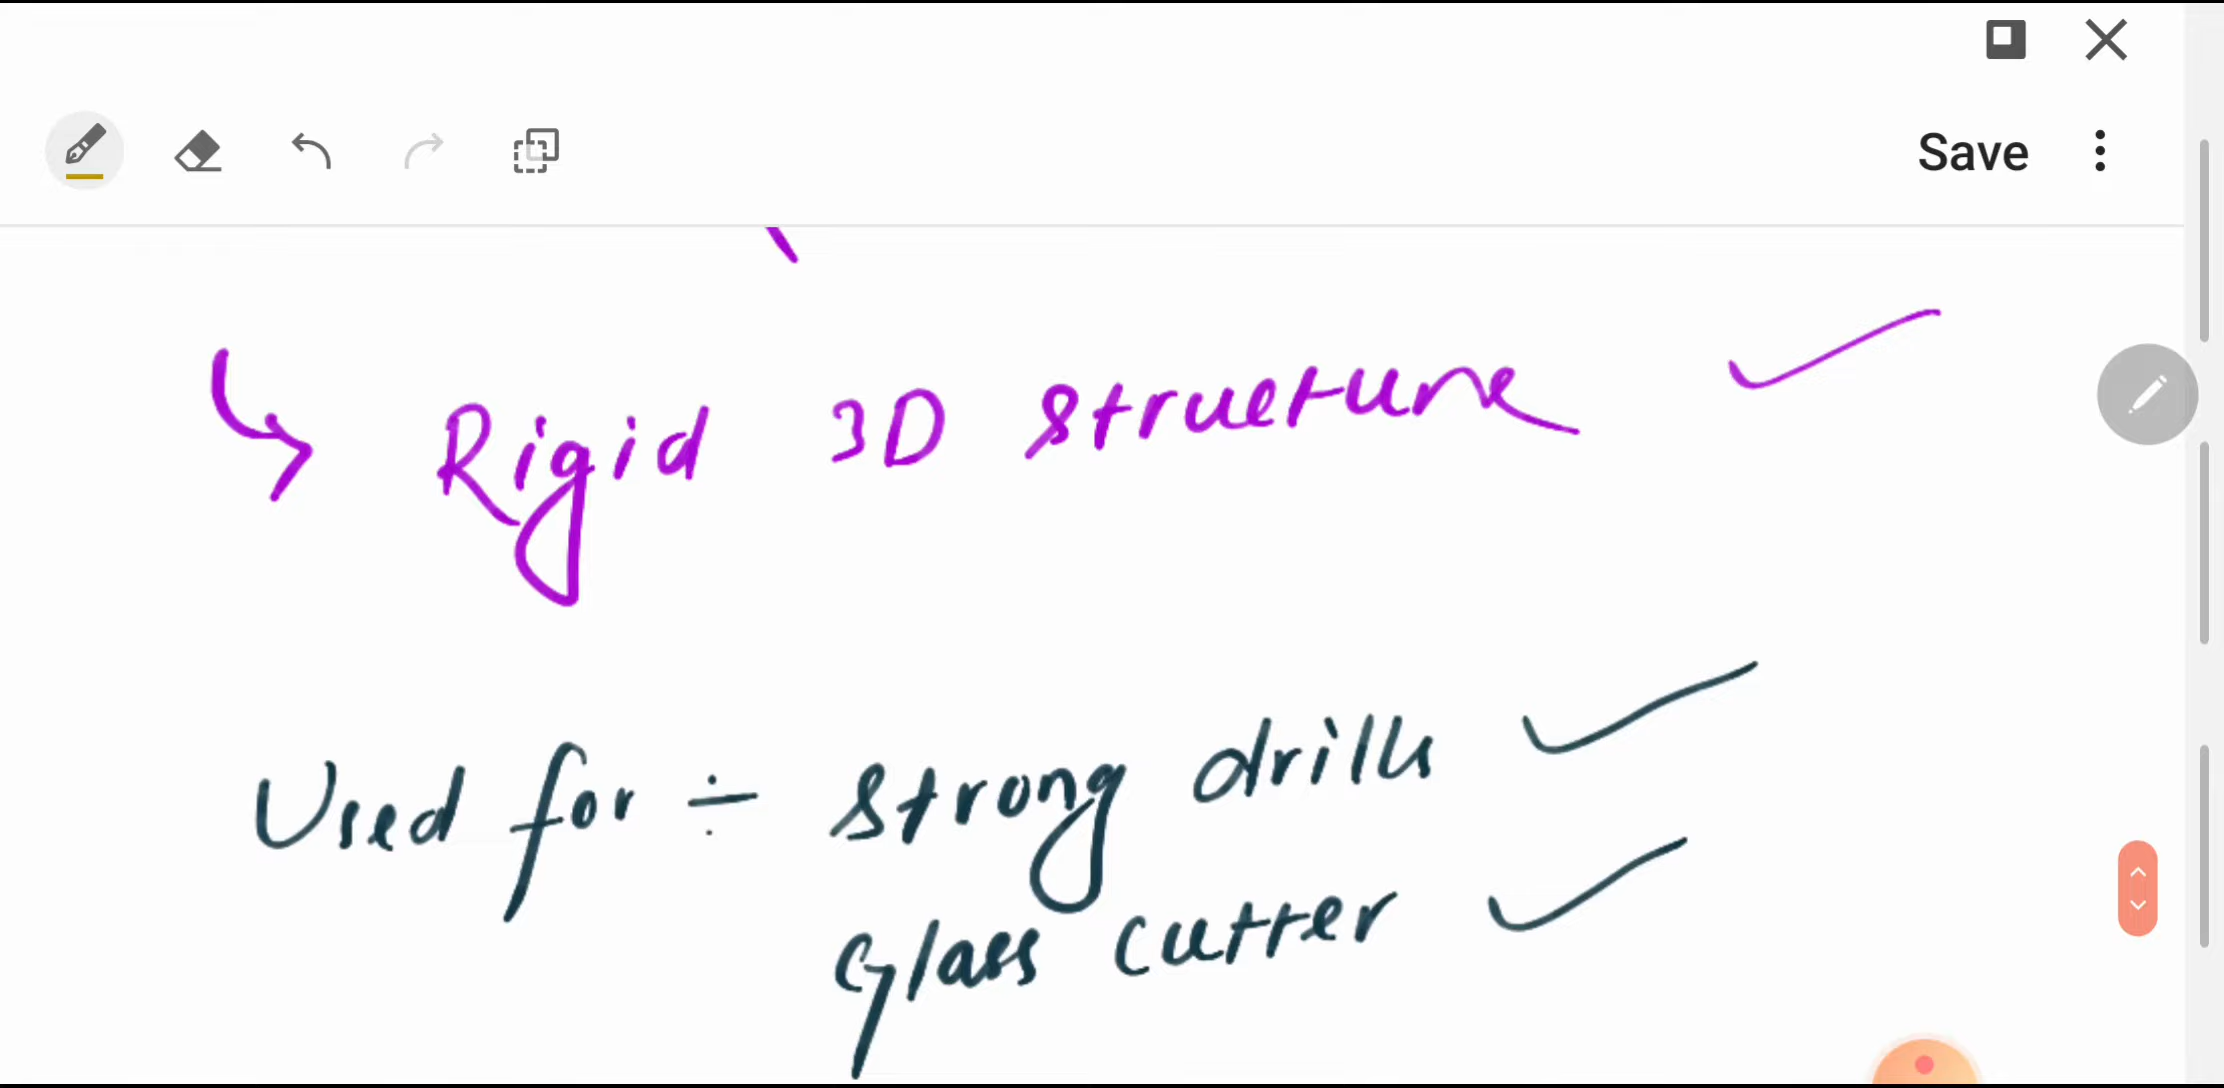 Save
Rigid 3D structure
Used for ÷ strong drills
Glass cutter